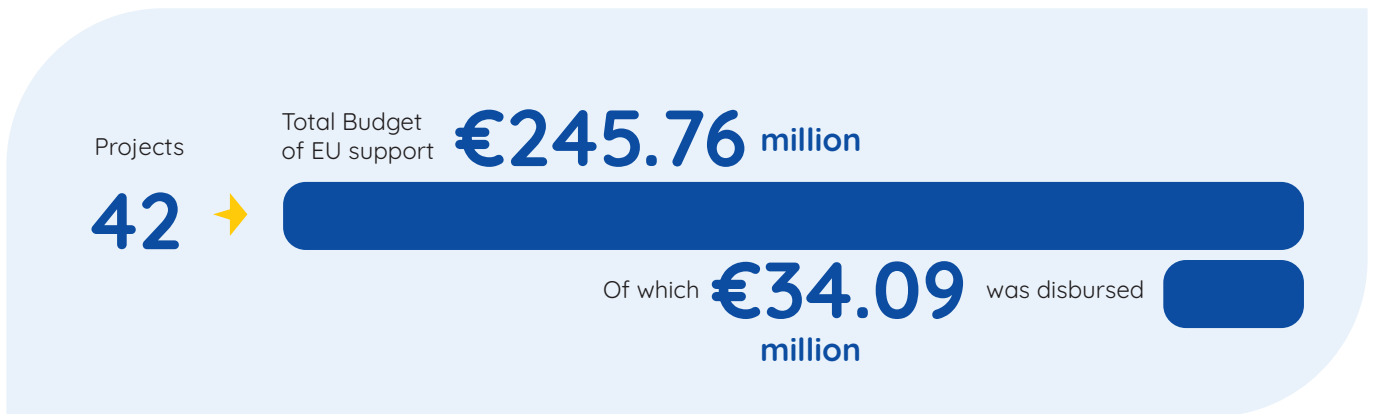 Projects
42
Total Budget
of EU support
€245.76 million
Of which €34.09 was disbursed
million